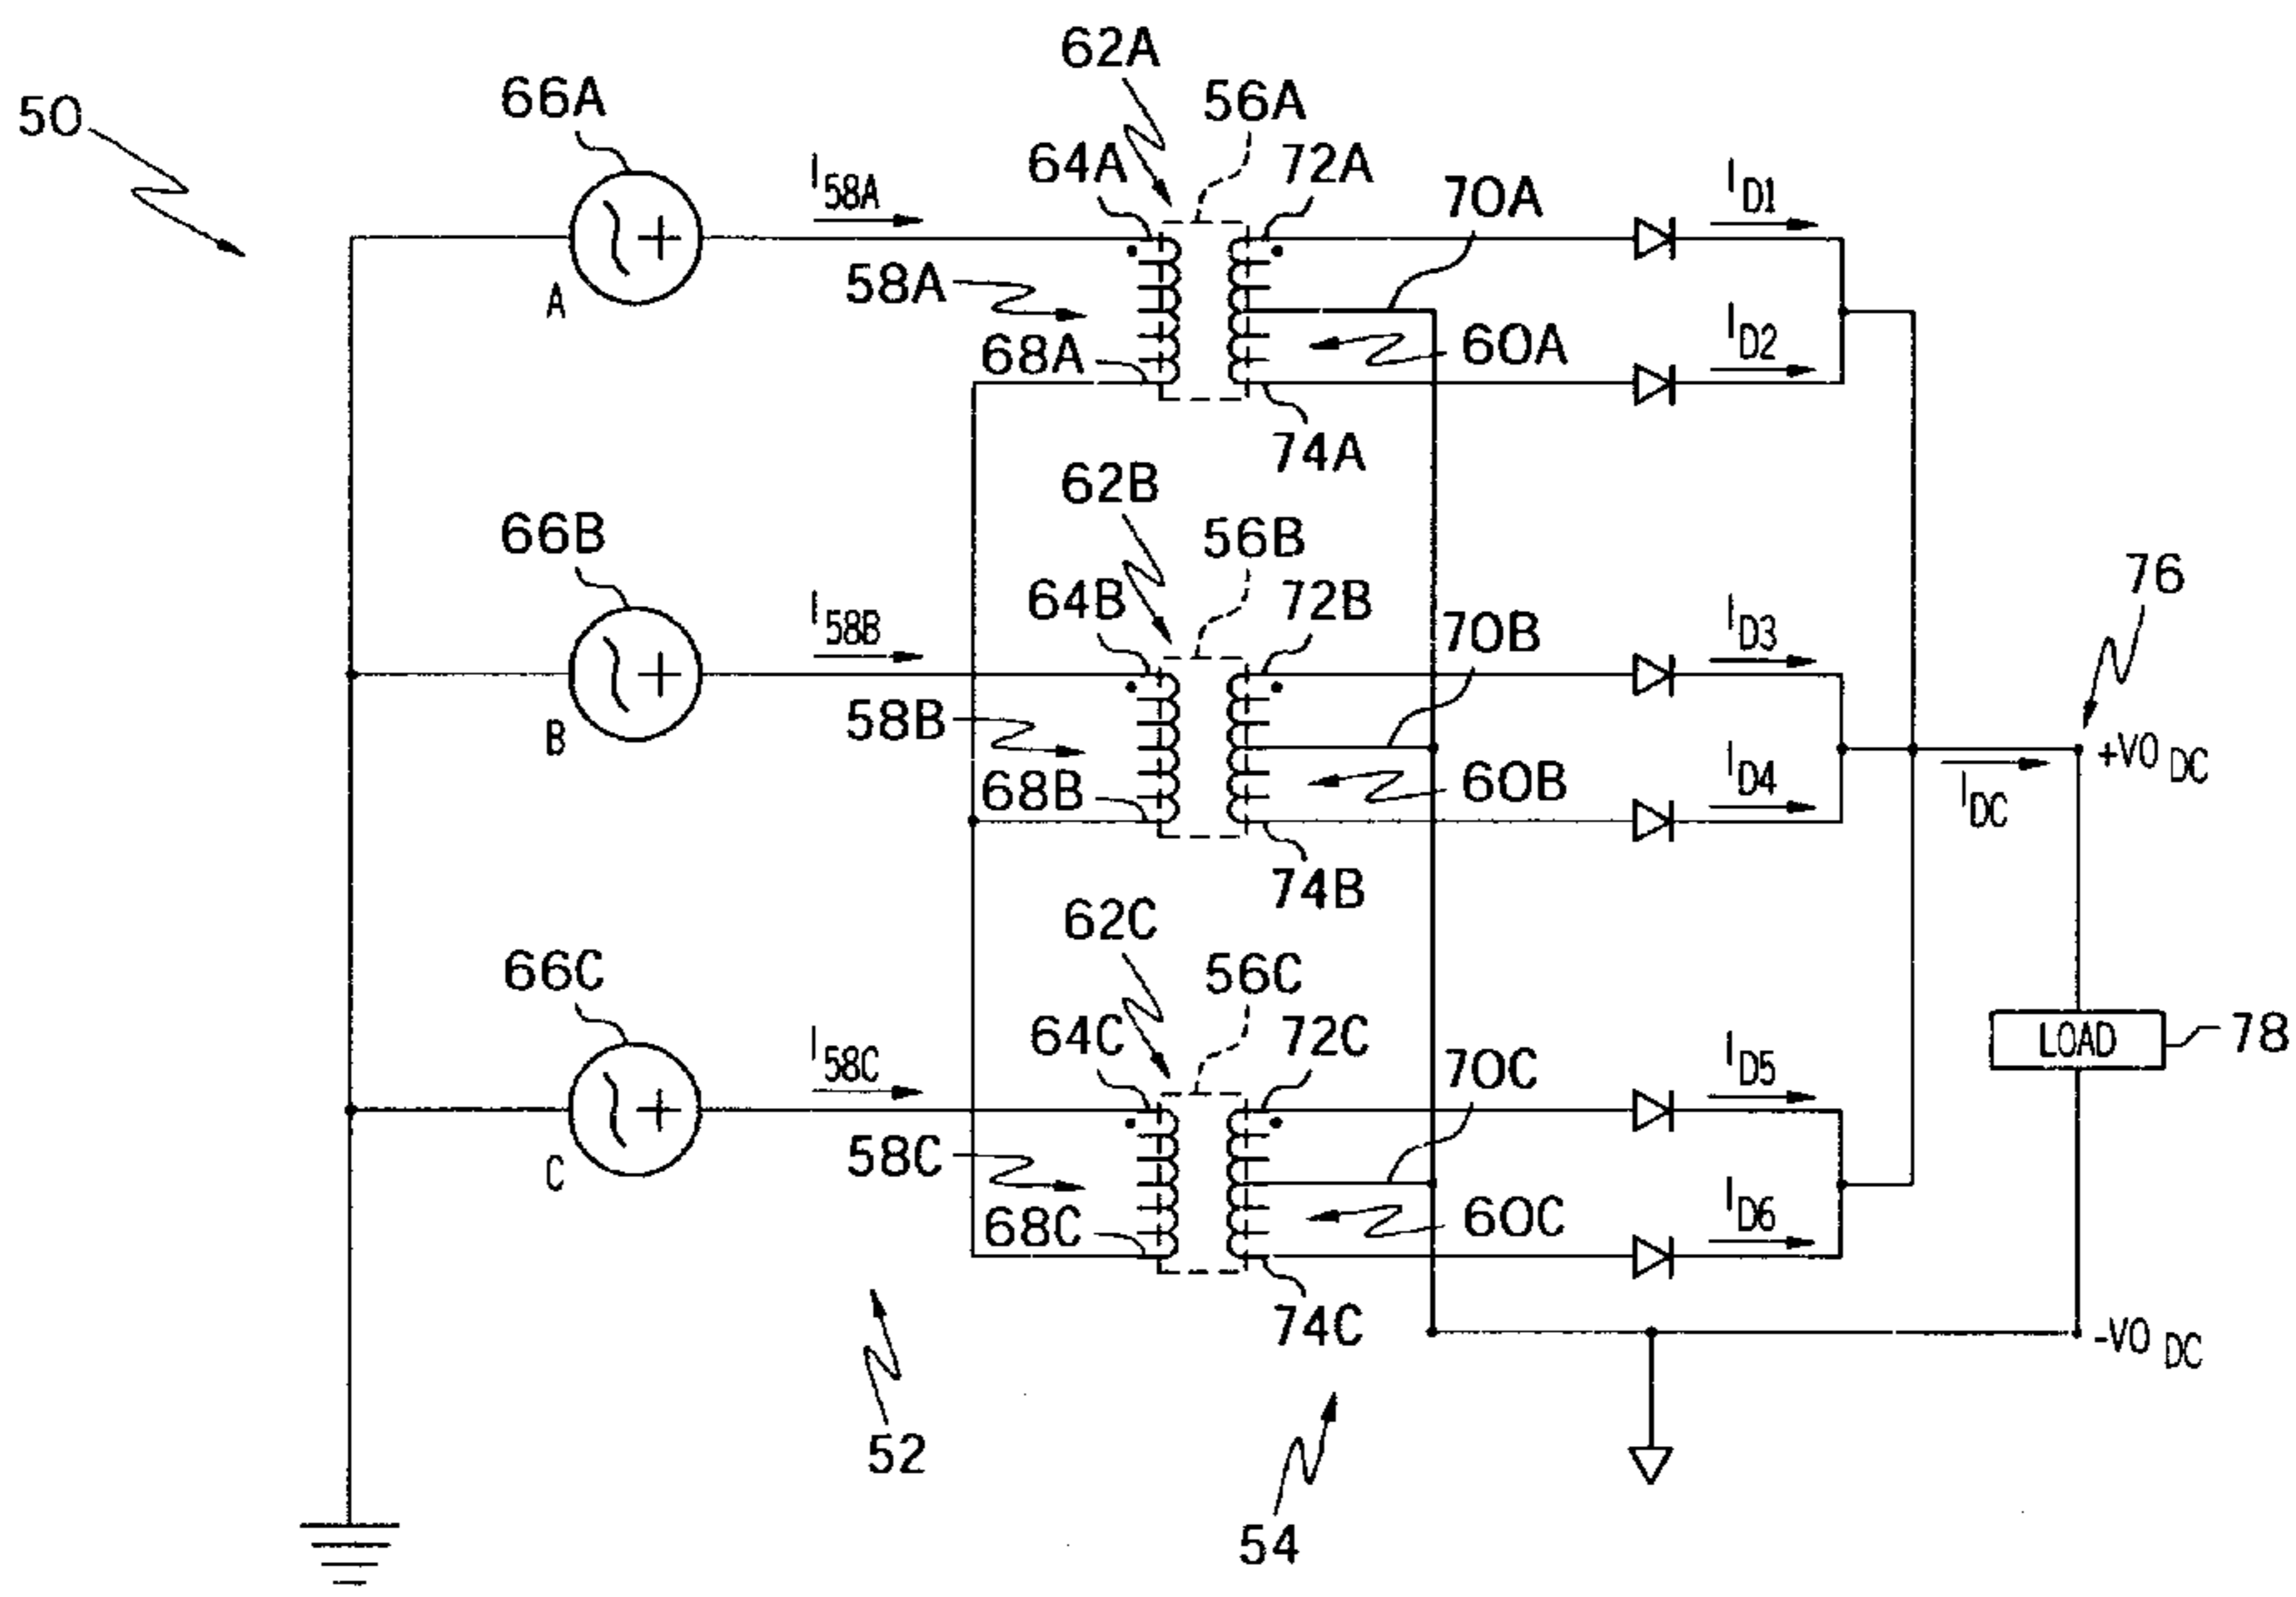 62A
50
66A
56A
I58A
64A
72A
70A
ID1
A
58A
68A
60A
ID2
74A
62B
66B
56B
76
I58B
64B
72B
70B
ID3
B
58B
68B
60B
ID4
IDC
+VO DC
74B
62C
66C
56C
I58C
64C
72C
70C
ID5
LOAD
78
C
58C
68C
60C
ID6
74C
-VO DC
52
54